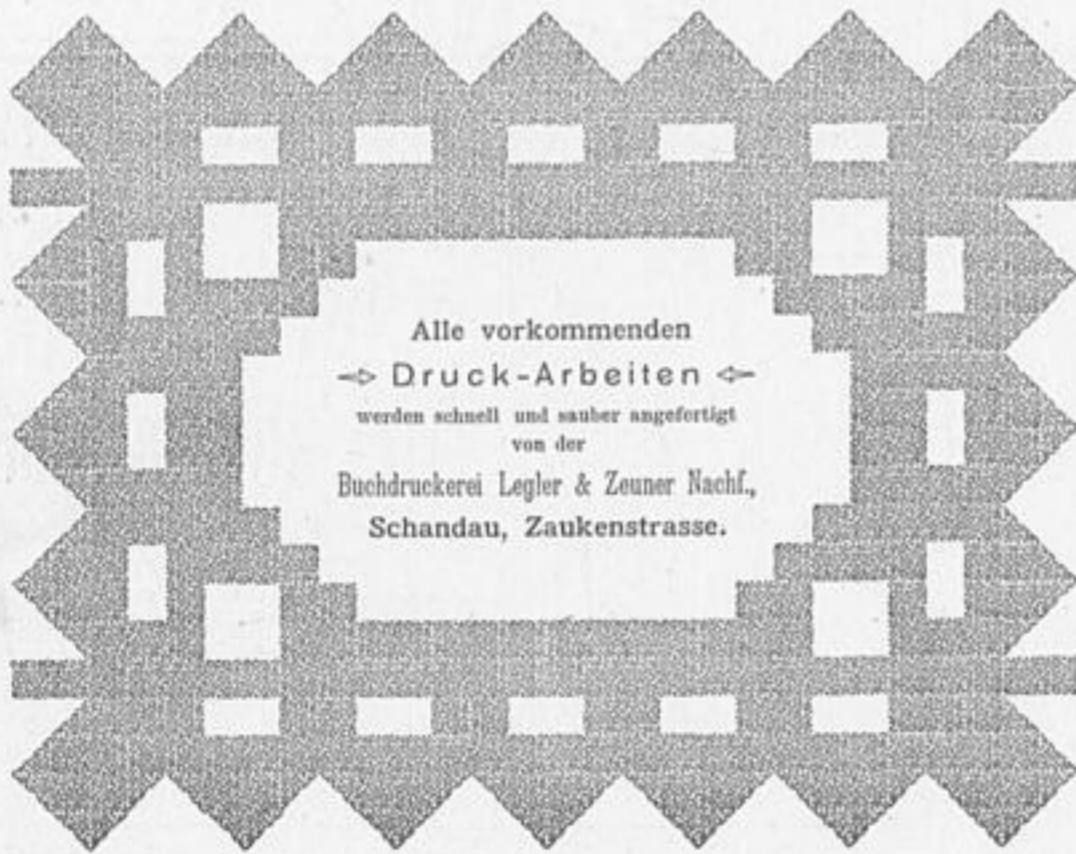 Alle vorkommenden
Druck-Arbeiten
werden schnell und sauber angefertigt
von der
Buchdruckerei Legler & Zeuner Nachf.,
Schandau, Zaukenstrasse.